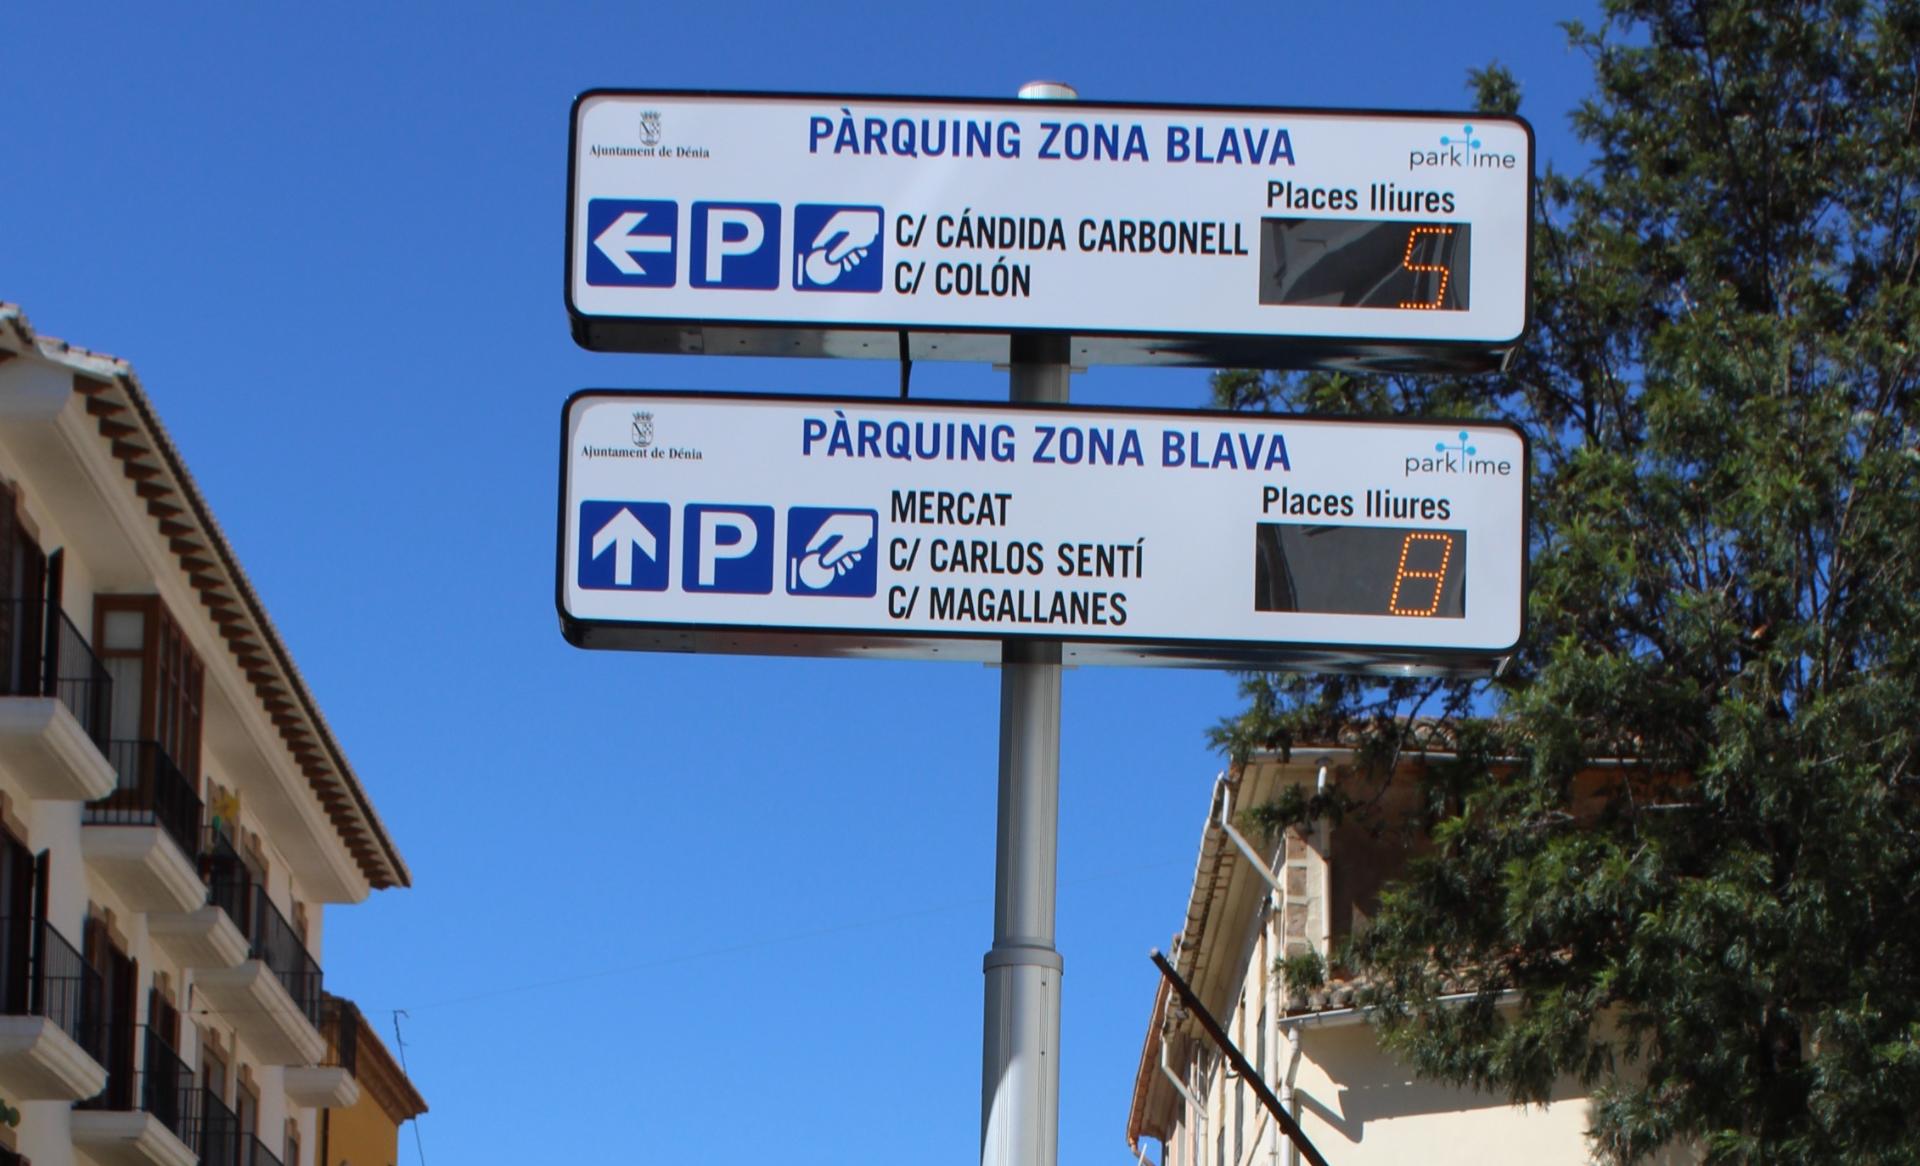 PÀRQUING ZONA BLAVA
Ajuntament de Dénia
parktime
Places lliures
P
C/ CÁNDIDA CARBONELL
C/ COLÓN
5
PÀRQUING ZONA BLAVA
Ajuntament de Dénia
parktime
Places lliures
P
MERCAT
C/ CARLOS SENTÍ
C/ MAGALLANES
8